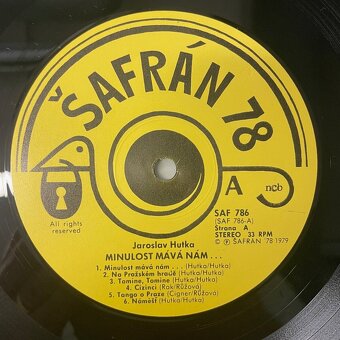 ŠAFRÁN 78
A
ncb
All rights
reserved
SAF 786
(SAF 786-A)
Strana A
STEREO 33 RPM
© ℗ ŠAFRÁN 78 1979
Jaroslav Hutka
MINULOST MÁVÁ NÁM...
1. Minulost mává nám... (Hutka/Hutka)
2. Na Pražském hradě (Hutka/Hutka)
3. Tomine, Tomine (Hutka/Hutka)
4. Cizinci (Rak/Růžová)
5. Tango o Praze (Cigner/Růžová)
6. Náměšť (Hutka/Hutka)